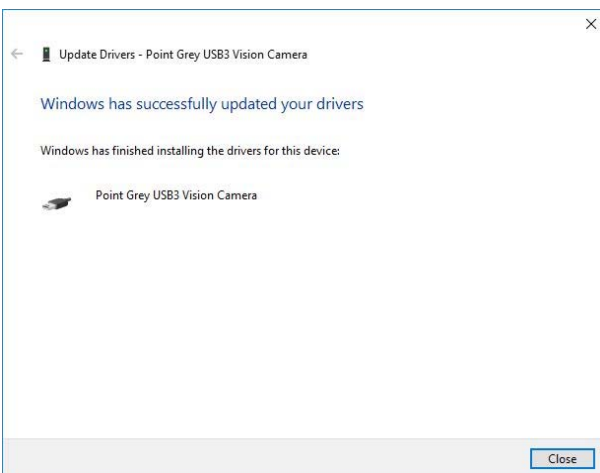 Update Drivers - Point Grey USB3 Vision Camera
Windows has successfully updated your drivers
Windows has finished installing the drivers for this device:
Point Grey USB3 Vision Camera
Close